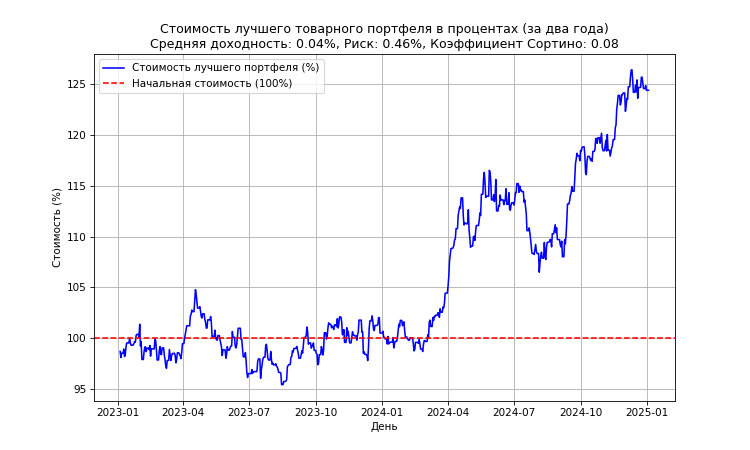 Стоимость лучшего товарного портфеля в процентах (за два года)
Средняя доходность: 0.04%, Риск: 0.46%, Коэффициент Сортино: 0.08
Стоимость лучшего портфеля (%)
Начальная стоимость (100%)
Стоимость (%)
125
120
115
110
105
100
95
2023-01 2023-04 2023-07 2023-10 2024-01 2024-04 2024-07 2024-10 2025-01
День